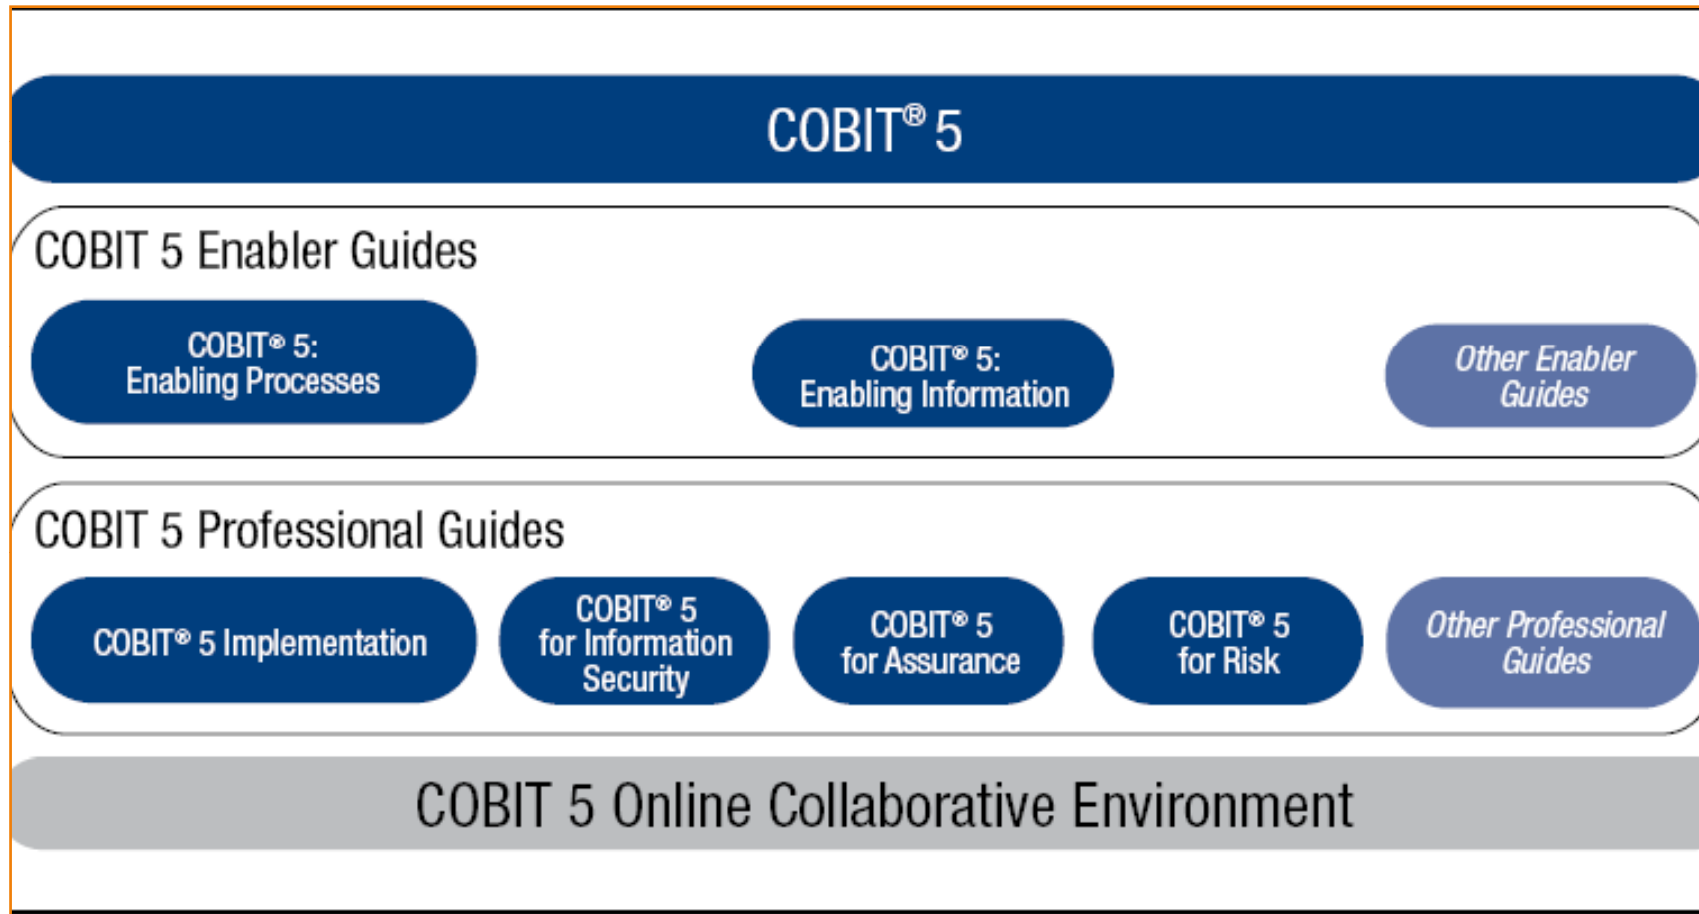 COBIT® 5
COBIT 5 Enabler Guides
COBIT® 5:
Enabling Processes
COBIT® 5:
Enabling Information
Other Enabler
Guides
COBIT 5 Professional Guides
COBIT® 5 Implementation
COBIT® 5
for Information
Security
COBIT® 5
for Assurance
COBIT® 5
for Risk
Other Professional
Guides
COBIT 5 Online Collaborative Environment